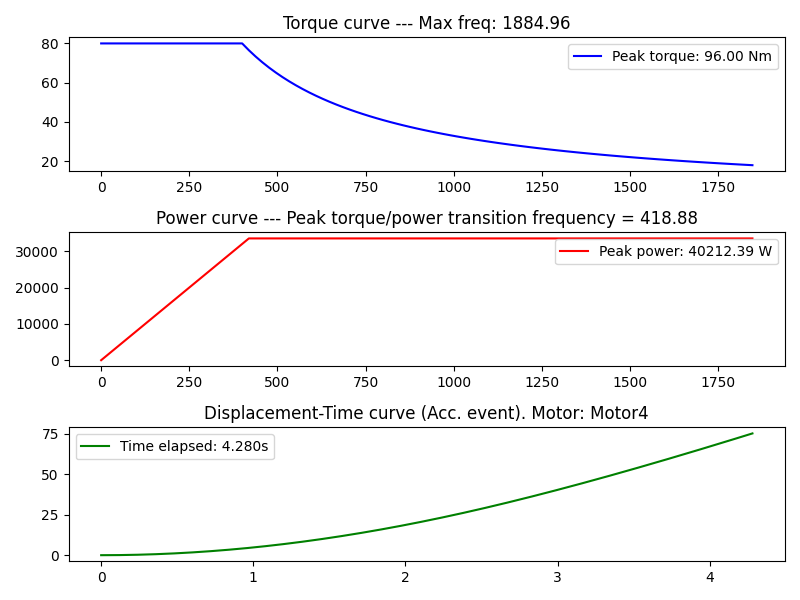 Torque curve --- Max freq: 1884.96
80
60
40
20
Peak torque: 96.00 Nm
0 250 500 750 1000 1250 1500 1750
Power curve --- Peak torque/power transition frequency = 418.88
30000
20000
10000
0
Peak power: 40212.39 W
0 250 500 750 1000 1250 1500 1750
Displacement-Time curve (Acc. event). Motor: Motor4
75
50
25
0
Time elapsed: 4.280s
0 1 2 3 4